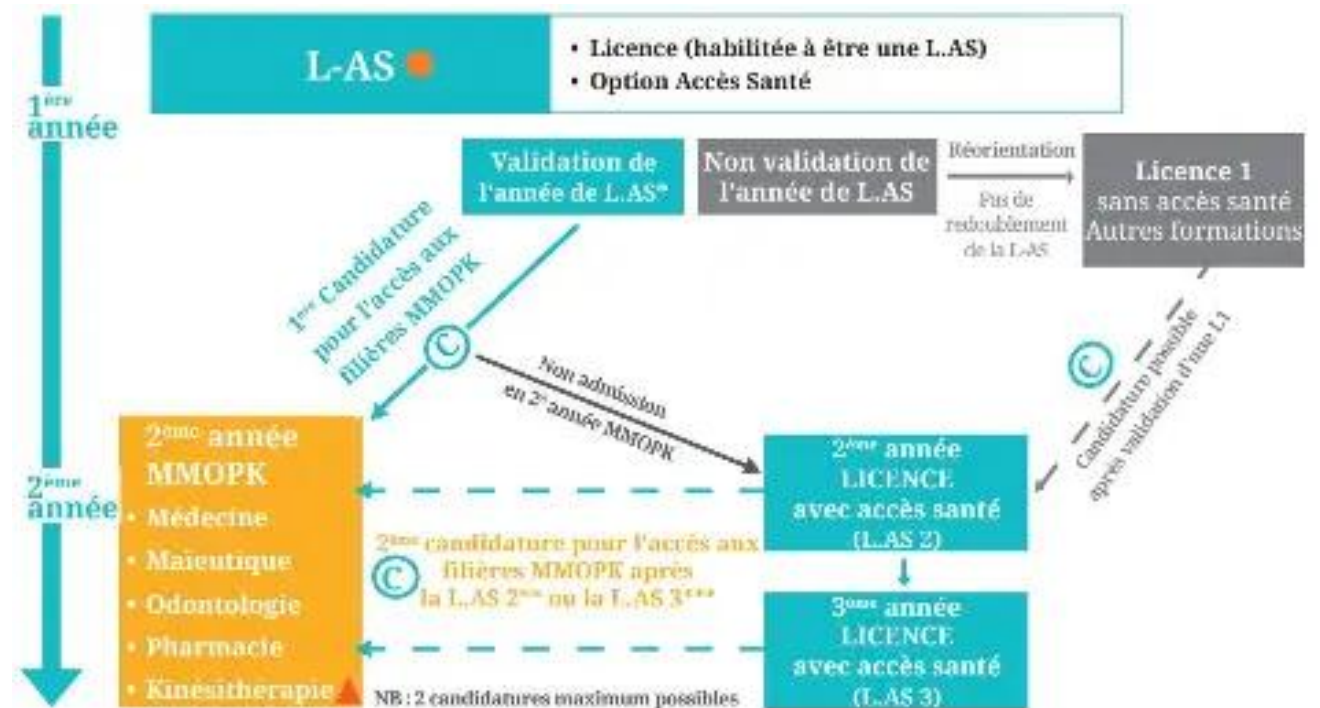 L-AS
• Licence (habilitée à être une L.AS)
• Option Accès Santé
1ère
année
Validation de
l'année de L.AS*
Non validation de
l'année de L.AS
Réorientation
Pas de
redoublement
de la L-AS
Licence 1
sans accès santé
Autres formations
1ère Candidature
pour l'accès aux
filières MMOPK
C
Non admission
en 2e année MMOPK
C
Candidature possible
après validation d'une L1
2ème
année
2ème année
MMOPK
• Médecine
• Maïeutique
• Odontologie
• Pharmacie
• Kinésithérapie
2ème année
LICENCE
avec accès santé
(L.AS 2)
2ème candidature pour l'accès aux
filières MMOPK après
la L.AS 2** ou la L.AS 3***
C
3ème année
LICENCE
avec accès santé
(L.AS 3)
NB : 2 candidatures maximum possibles